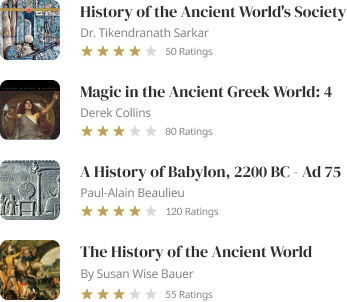 History of the Ancient World's Society
Dr. Tikendranath Sarkar
50 Ratings
Magic in the Ancient Greek World: 4
Derek Collins
80 Ratings
A History of Babylon, 2200 BC - Ad 75
Paul-Alain Beaulieu
120 Ratings
The History of the Ancient World
By Susan Wise Bauer
55 Ratings